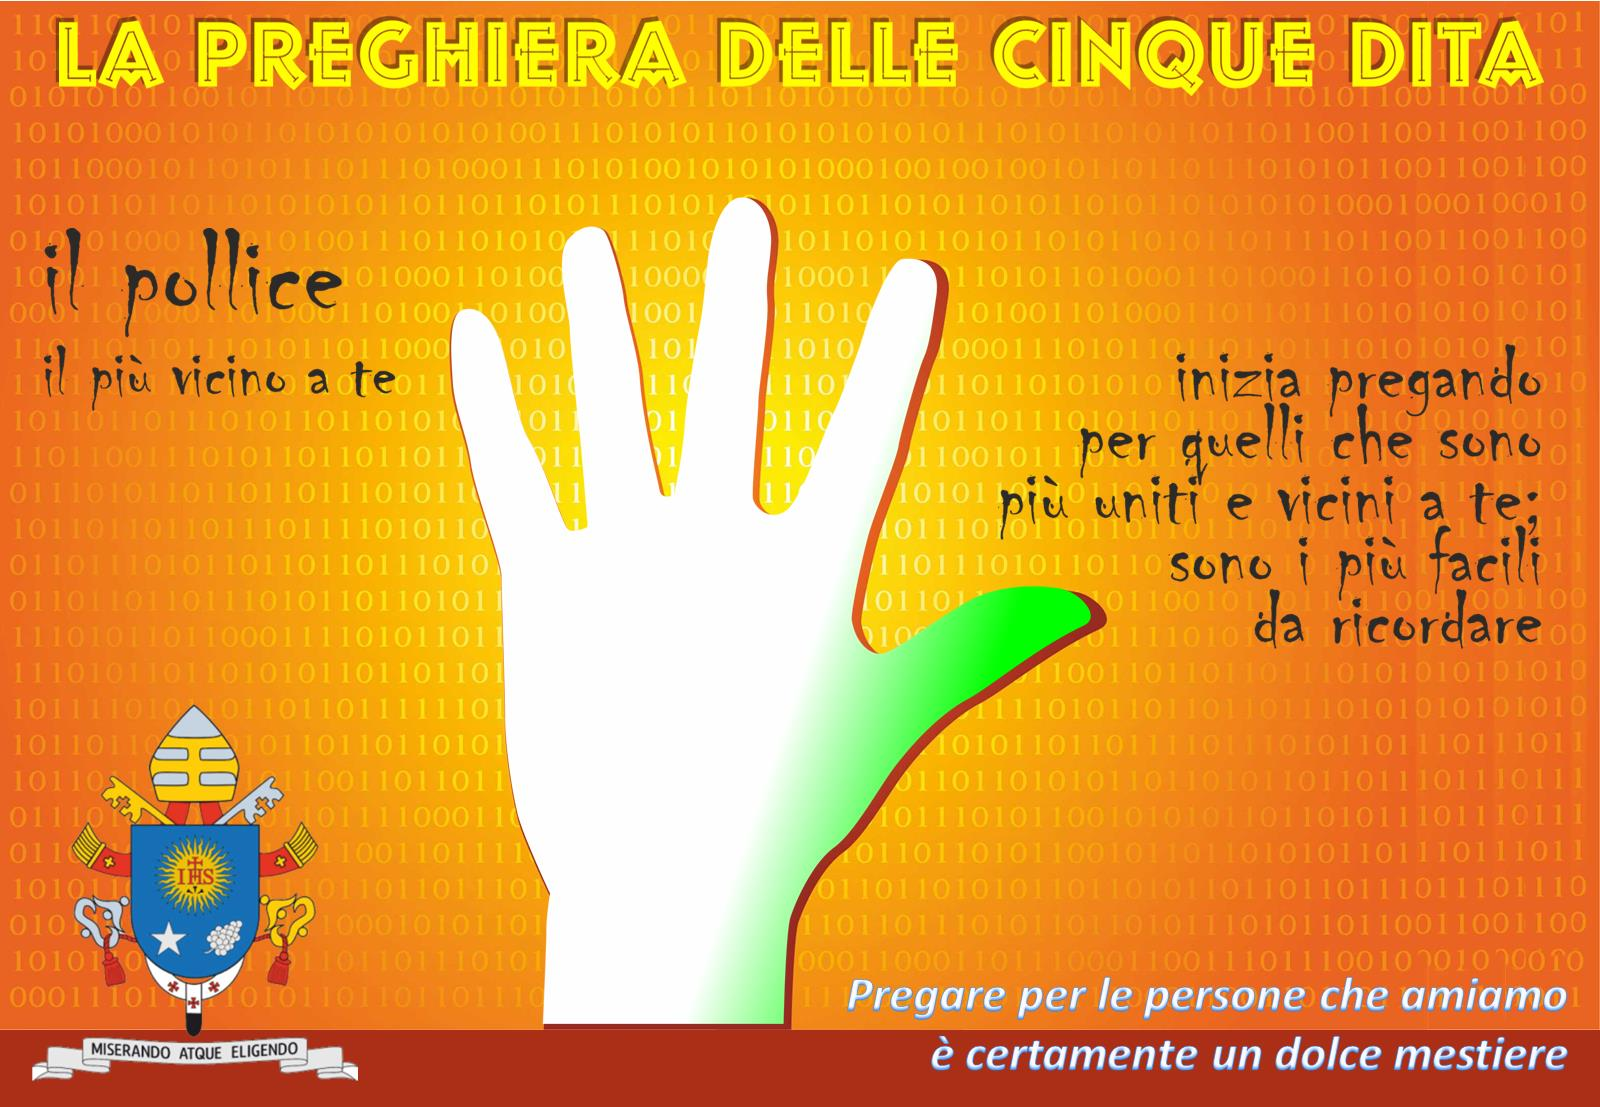 LA PREGHIERA DELLE CINQUE DITA
il pollice
il più vicino a te
inizia pregando
per quelli che sono
più uniti e vicini a te;
sono i più facili
da ricordare
IHS
MISERANDO ATQUE ELIGENDO
Pregare per le persone che amiamo
è certamente un dolce mestiere